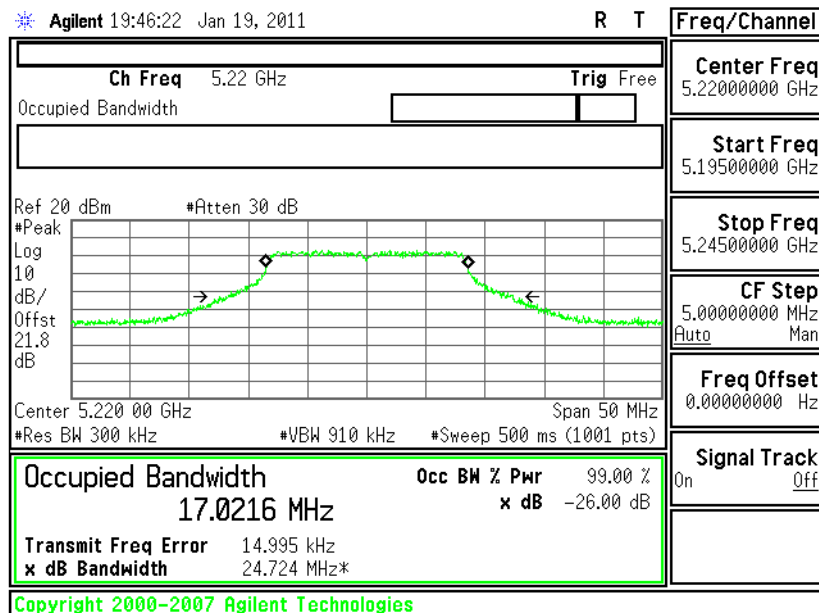 Agilent 19:46:22 Jan 19, 2011 R T
Freq/Channel
Ch Freq 5.22 GHz Trig Free
Occupied Bandwidth
Center Freq
5.22000000 GHz
Start Freq
5.19500000 GHz
Stop Freq
5.24500000 GHz
CF Step
5.00000000 MHz
Auto Man
Freq Offset
0.00000000 Hz
Signal Track
On Off
Ref 20 dBm #Atten 30 dB
#Peak
Log
10
dB/
Offst
21.8
dB
Center 5.220 00 GHz Span 50 MHz
#Res BW 300 kHz #VBW 910 kHz #Sweep 500 ms (1001 pts)
Occupied Bandwidth Occ BW % Pwr 99.00 %
17.0216 MHz x dB -26.00 dB
Transmit Freq Error 14.995 kHz
x dB Bandwidth 24.724 MHz*
Copyright 2000-2007 Agilent Technologies